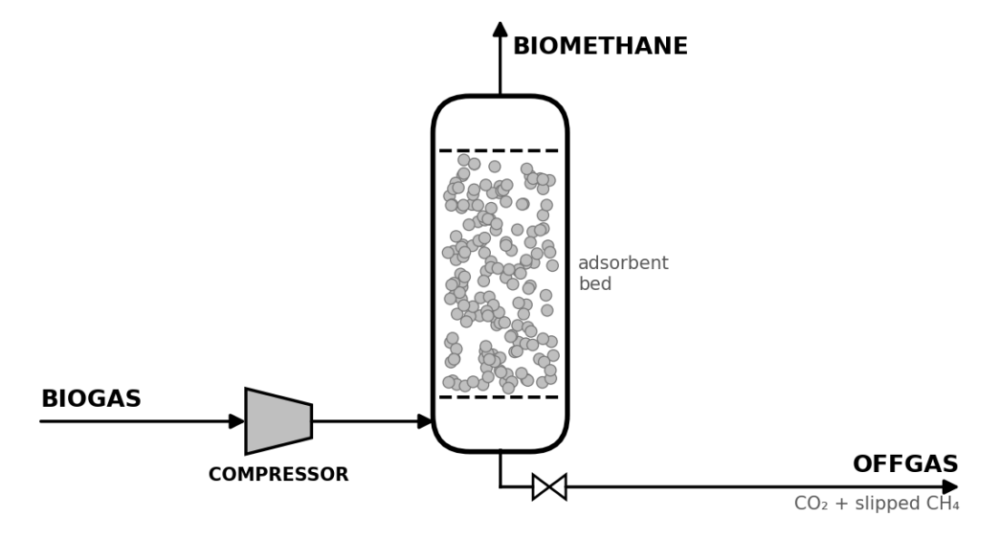 BIOMETHANE
adsorbent
bed
BIOGAS
COMPRESSOR
OFFGAS
CO₂ + slipped CH₄